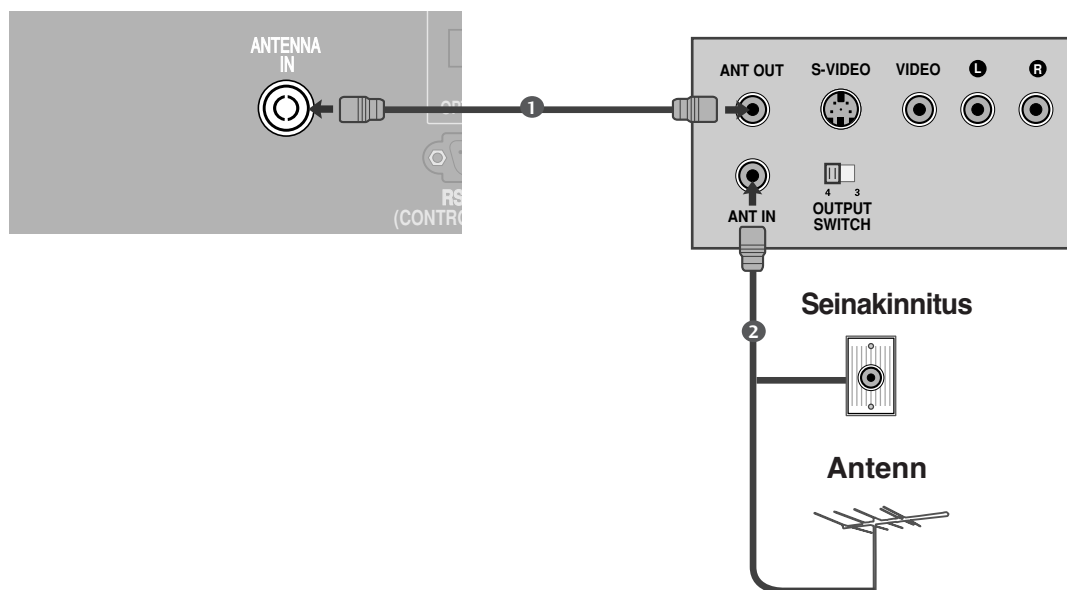 ANTENNA
IN
RS
(CONTRO
1
ANT OUT S-VIDEO VIDEO L R
4 3
ANT IN
OUTPUT
SWITCH
2
Seinakinnitus
Antenn